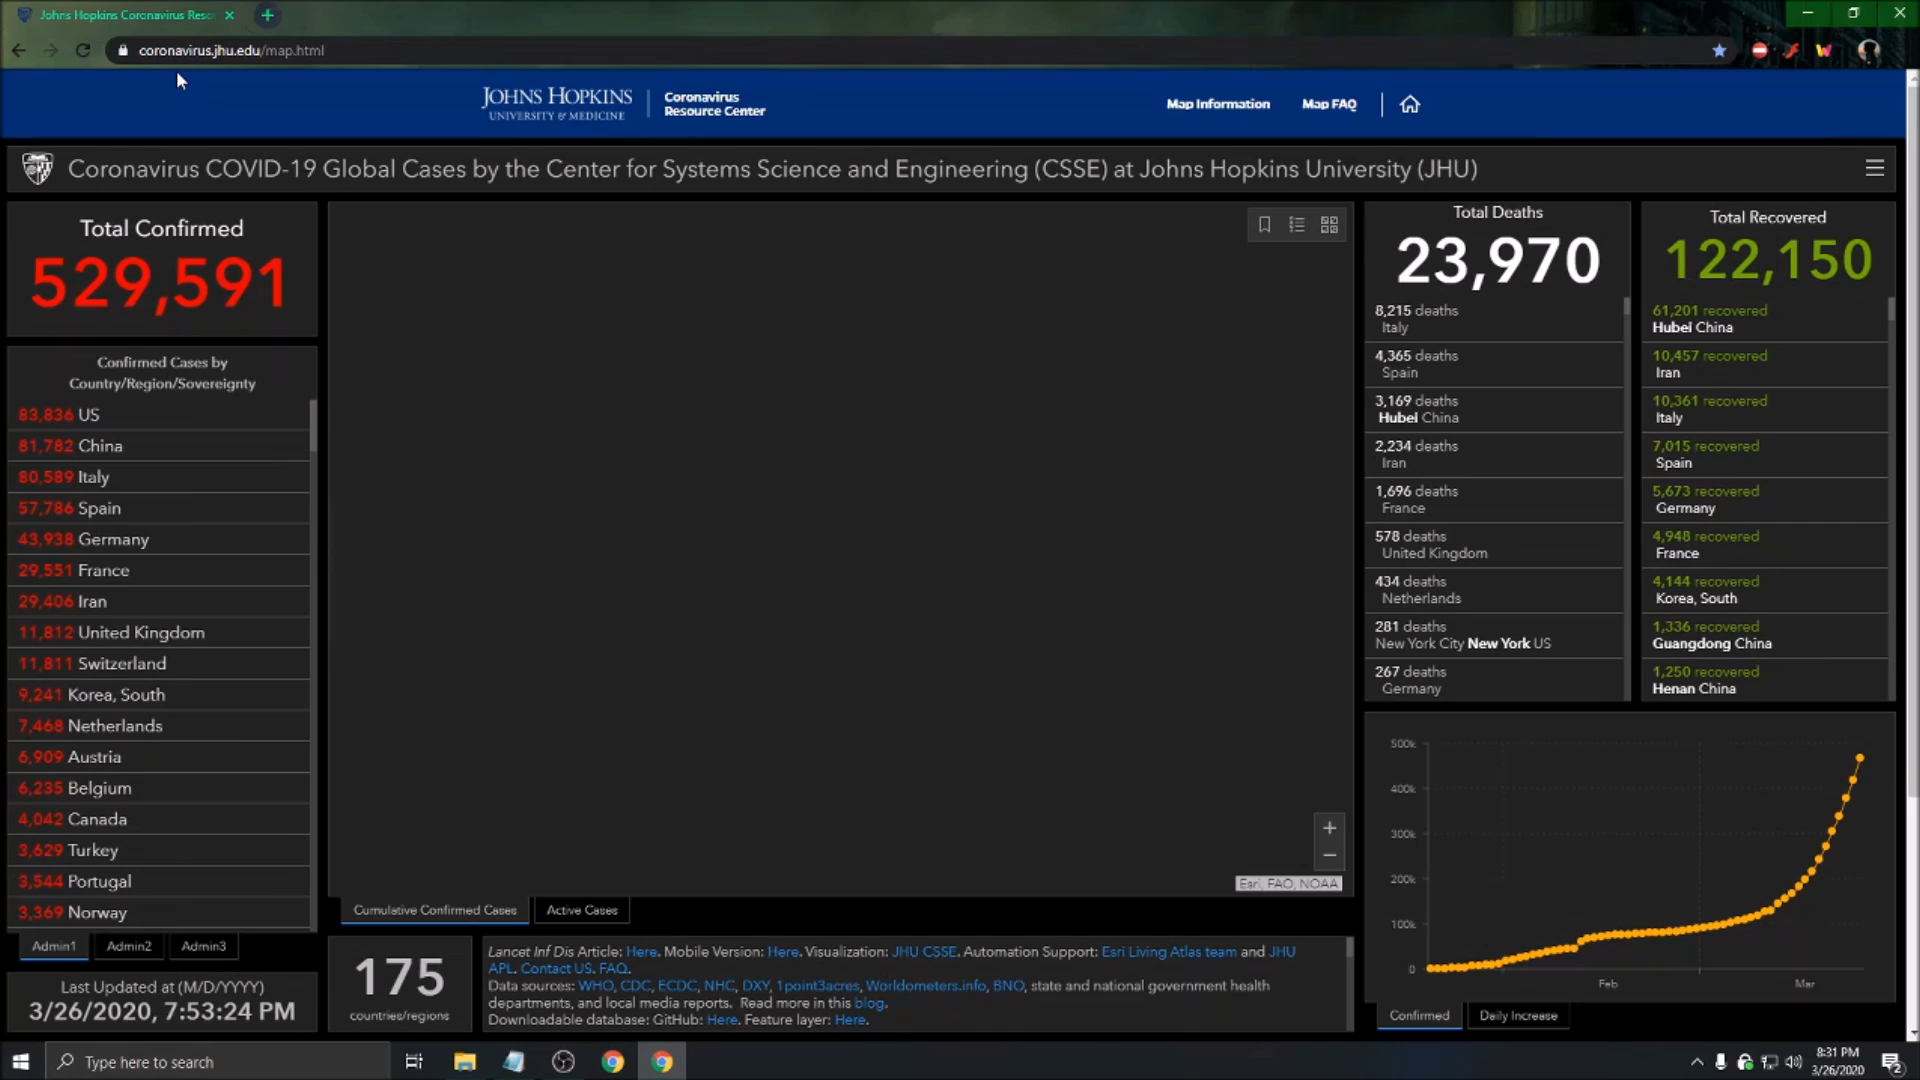 Johns Hopkins Coronavirus Reso
coronavirus.jhu.edu/map.html
JOHNS HOPKINS
UNIVERSITY & MEDICINE
Coronavirus
Resource Center
Map Information
Map FAQ
Coronavirus COVID-19 Global Cases by the Center for Systems Science and Engineering (CSSE) at Johns Hopkins University (JHU)
Total Confirmed
529,591
Confirmed Cases by
Country/Region/Sovereignty
83,836 US
81,782 China
80,589 Italy
57,786 Spain
43,938 Germany
29,551 France
29,406 Iran
11,812 United Kingdom
11,811 Switzerland
9,241 Korea, South
7,468 Netherlands
6,909 Austria
6,235 Belgium
4,042 Canada
3,629 Turkey
3,544 Portugal
3,369 Norway
Admin1
Admin2
Admin3
Last Updated at (M/D/YYYY)
3/26/2020, 7:53:24 PM
Esri, FAO, NOAA
Cumulative Confirmed Cases
Active Cases
175
countries/regions
Lancet Inf Dis Article: Here. Mobile Version: Here. Visualization: JHU CSSE. Automation Support: Esri Living Atlas team and JHU
APL. Contact US. FAQ.
Data sources: WHO, CDC, ECDC, NHC, DXY, 1point3acres, Worldometers.info, BNO, state and national government health
departments, and local media reports. Read more in this blog.
Downloadable database: GitHub: Here. Feature layer: Here.
Total Deaths
23,970
8,215 deaths
Italy
4,365 deaths
Spain
3,169 deaths
Hubei China
2,234 deaths
Iran
1,696 deaths
France
578 deaths
United Kingdom
434 deaths
Netherlands
281 deaths
New York City New York US
267 deaths
Germany
Total Recovered
122,150
61,201 recovered
Hubei China
10,457 recovered
Iran
10,361 recovered
Italy
7,015 recovered
Spain
5,673 recovered
Germany
4,948 recovered
France
4,144 recovered
Korea, South
1,336 recovered
Guangdong China
1,250 recovered
Henan China
500k
400k
300k
200k
100k
0
Feb
Mar
Confirmed
Daily Increase
Type here to search
8:31 PM
3/26/2020
2